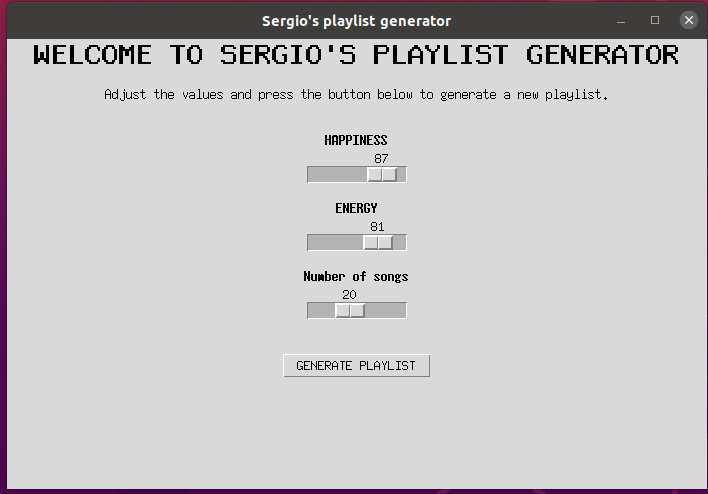 Sergio's playlist generator
WELCOME TO SERGIO'S PLAYLIST GENERATOR
Adjust the values and press the button below to generate a new playlist.
HAPPINESS
87
ENERGY
81
Number of songs
20
GENERATE PLAYLIST